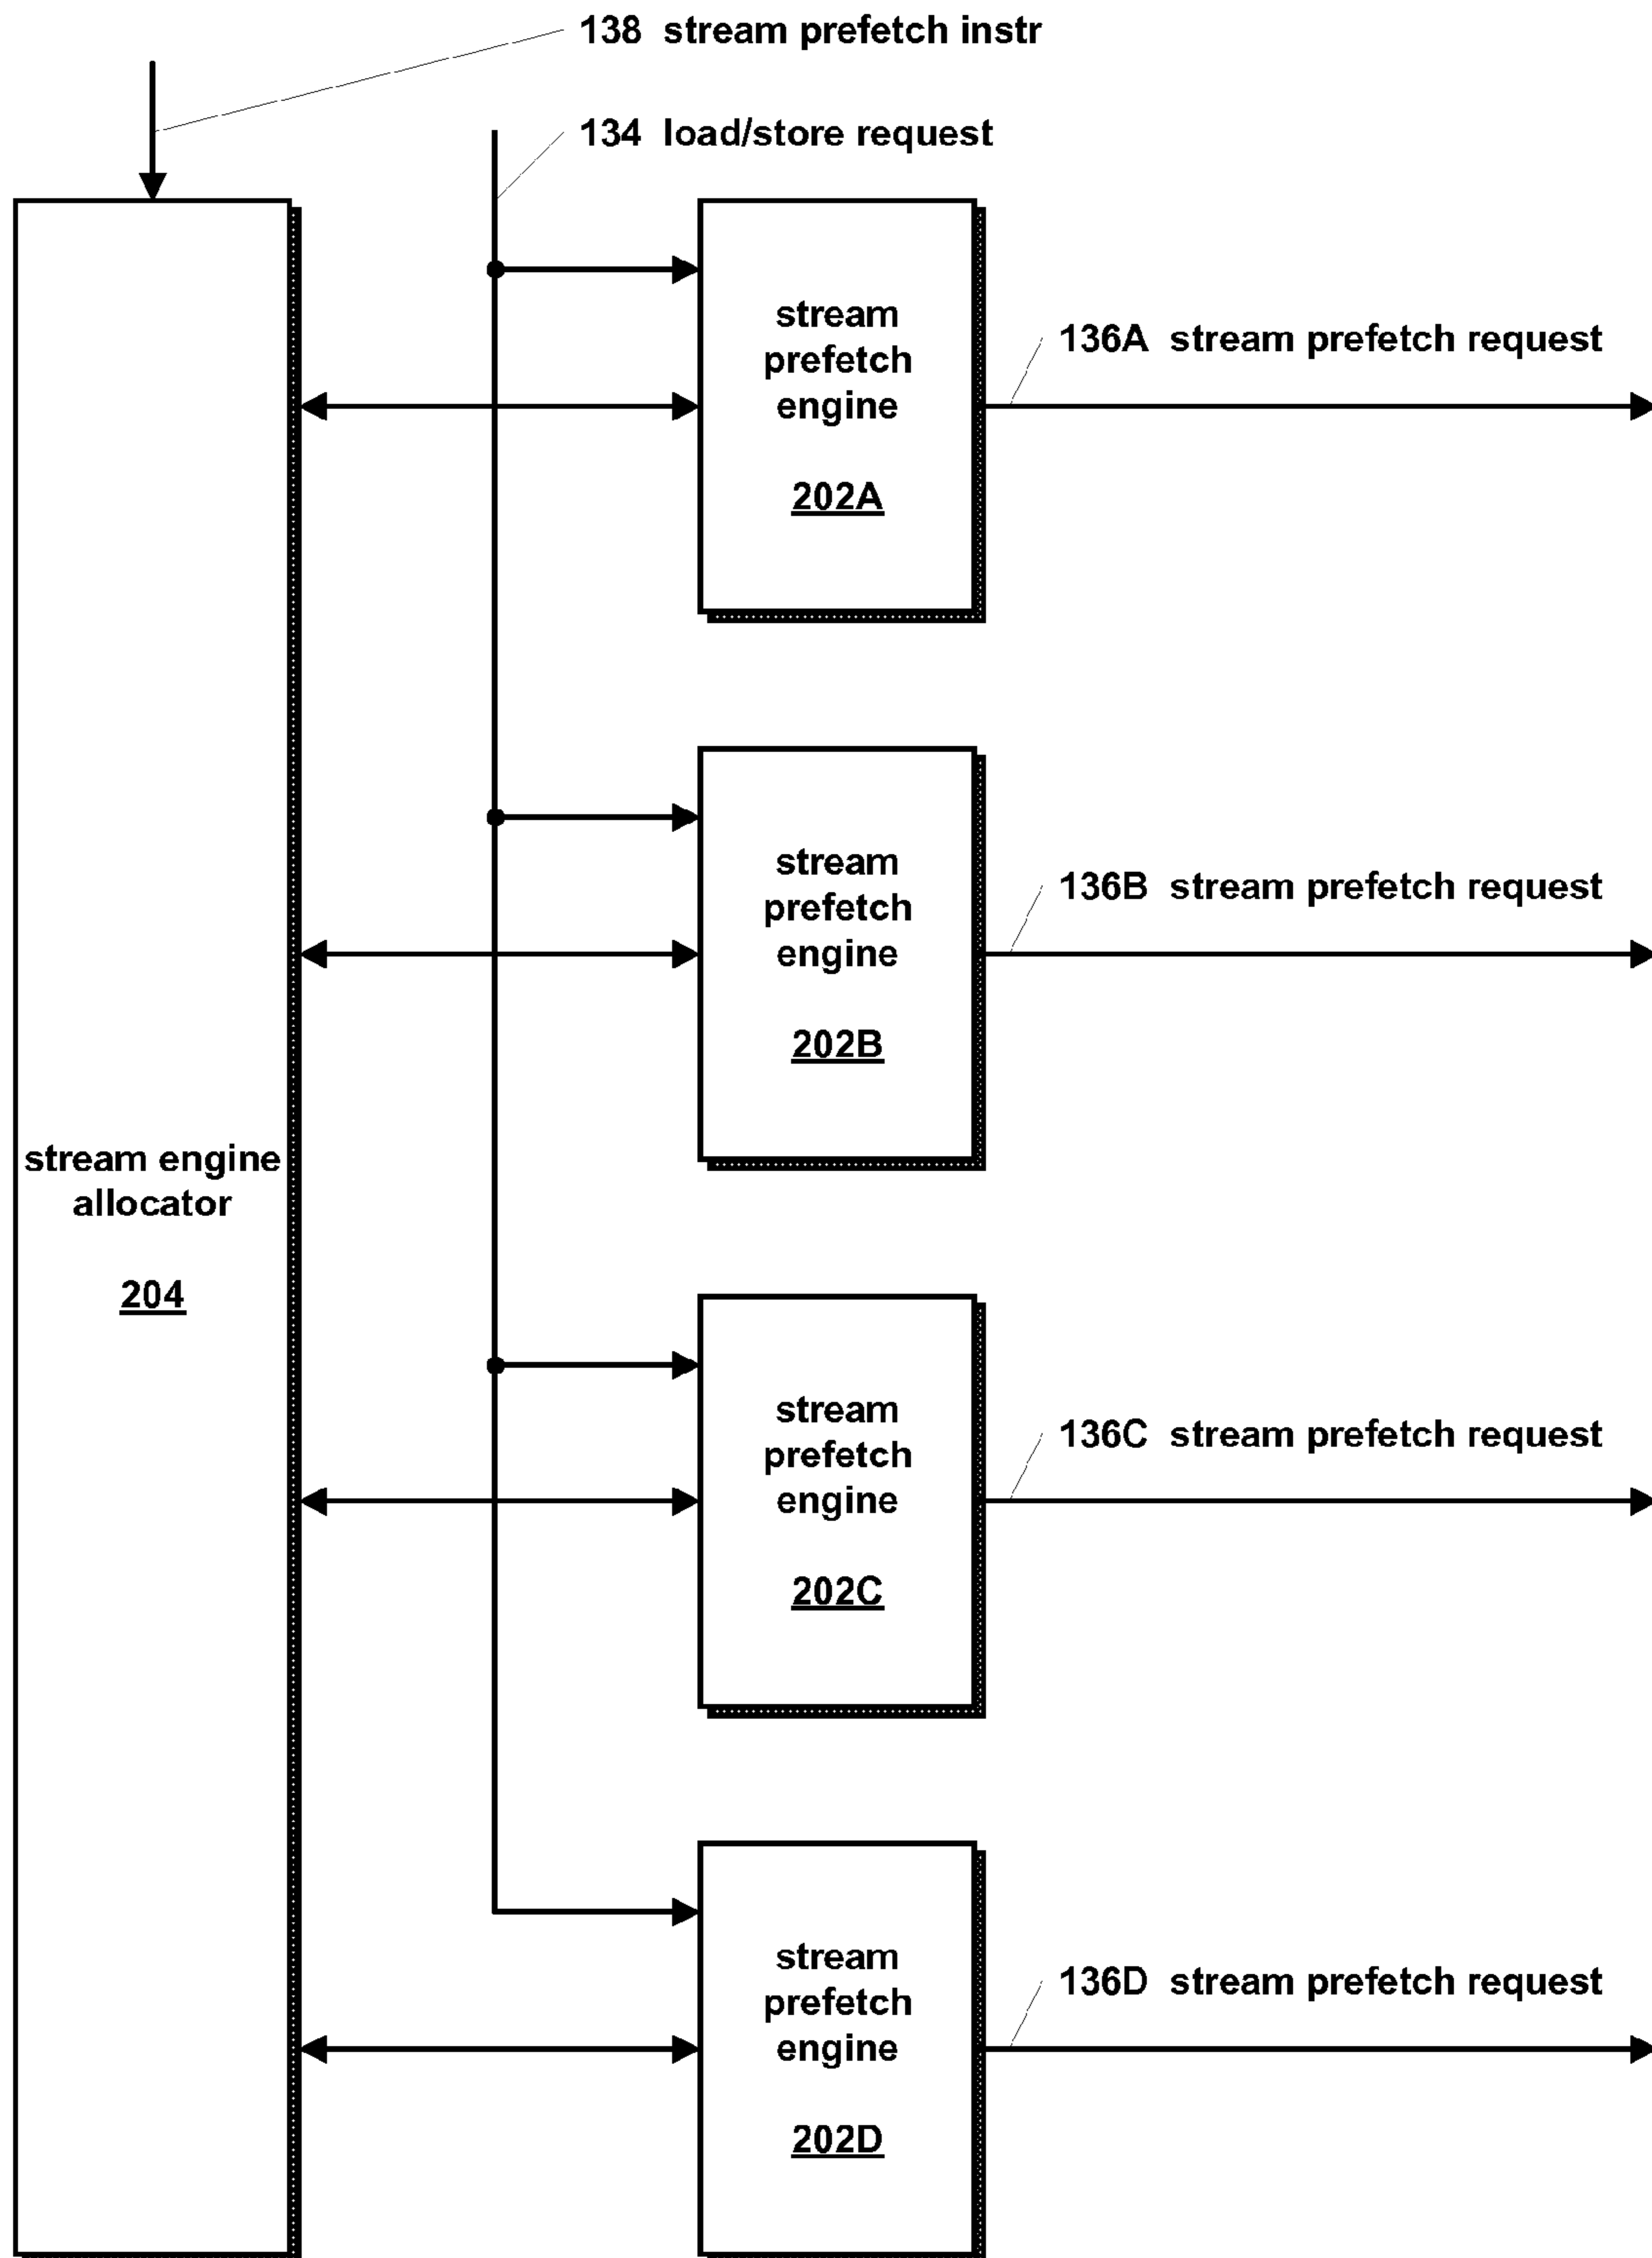 138 stream prefetch instr
134 load/store request
stream
prefetch
engine
202A
136A stream prefetch request
stream
prefetch
engine
202B
136B stream prefetch request
stream engine
allocator
204
stream
prefetch
engine
202C
136C stream prefetch request
stream
prefetch
engine
202D
136D stream prefetch request